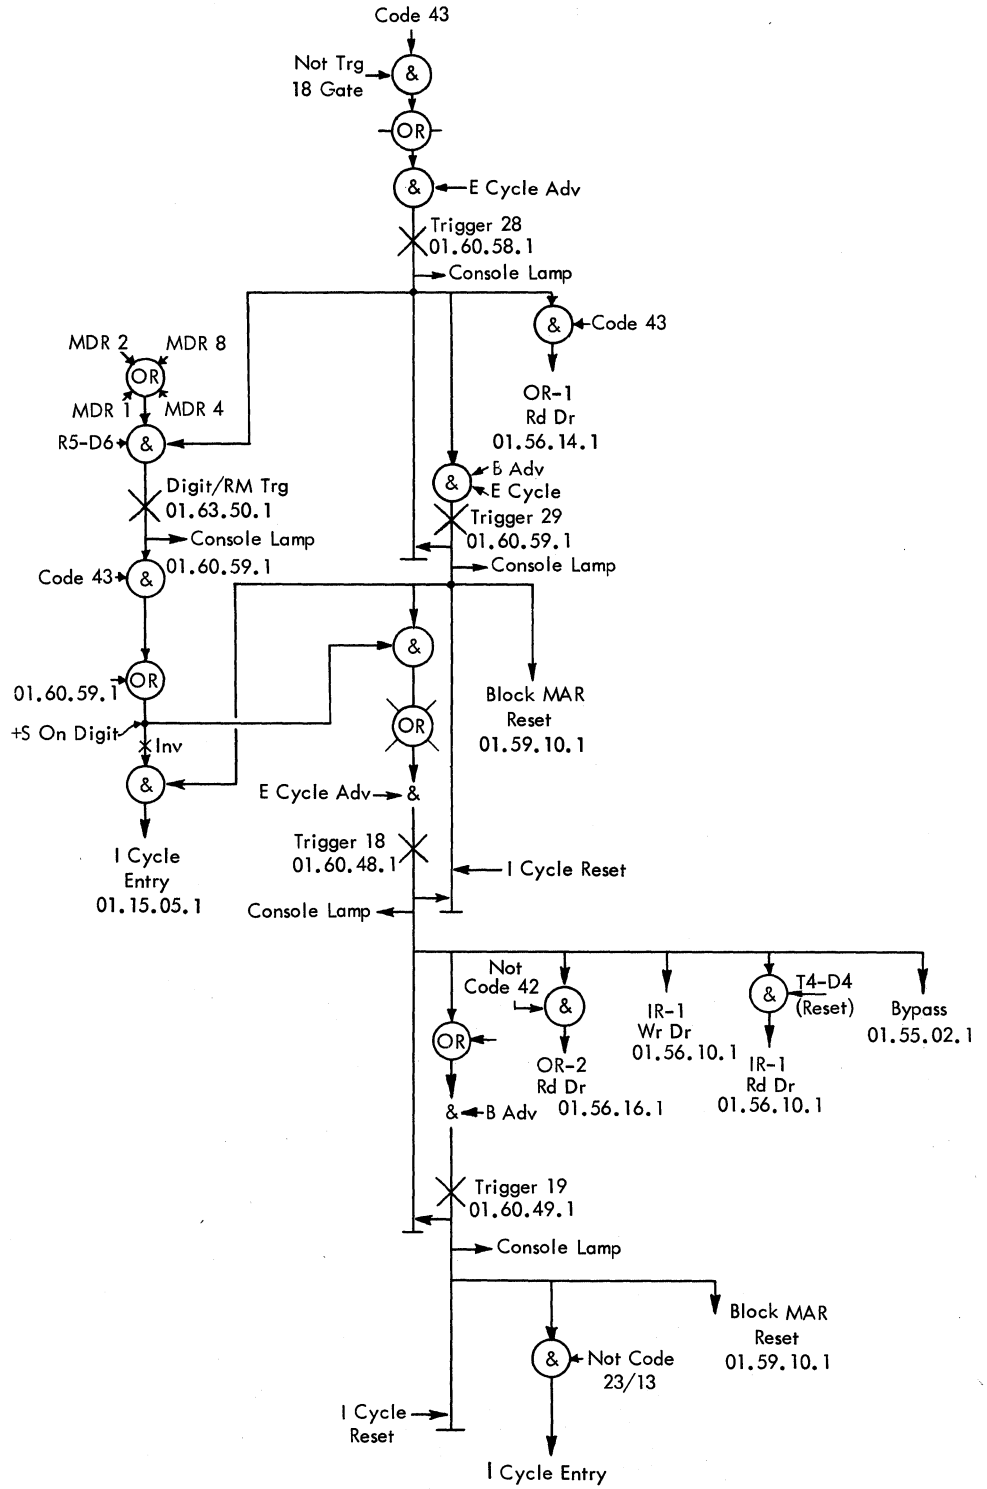 Code 43
Not Trg
18 Gate
&
OR
&
E Cycle Adv
Trigger 28
01.60.58.1
Console Lamp
&
Code 43
OR-1
Rd Dr
01.56.14.1
MDR 2
MDR 8
OR
MDR 1
MDR 4
R5-D6
&
Digit/RM Trg
01.63.50.1
Console Lamp
01.60.59.1
Code 43
&
B Adv
&
E Cycle
Trigger 29
01.60.59.1
Console Lamp
&
OR
01.60.59.1
+S On Digit
Inv
&
I Cycle
Entry
01.15.05.1
OR
Block MAR
Reset
01.59.10.1
E Cycle Adv
&
Trigger 18
01.60.48.1
I Cycle Reset
Console Lamp
Not
Code 42
&
OR
OR-2
Rd Dr
01.56.16.1
IR-1
Wr Dr
01.56.10.1
&
T4-D4
(Reset)
IR-1
Rd Dr
01.56.10.1
Bypass
01.55.02.1
&
B Adv
Trigger 19
01.60.49.1
Console Lamp
Block MAR
Reset
01.59.10.1
&
Not Code
23/13
I Cycle
Reset
I Cycle Entry